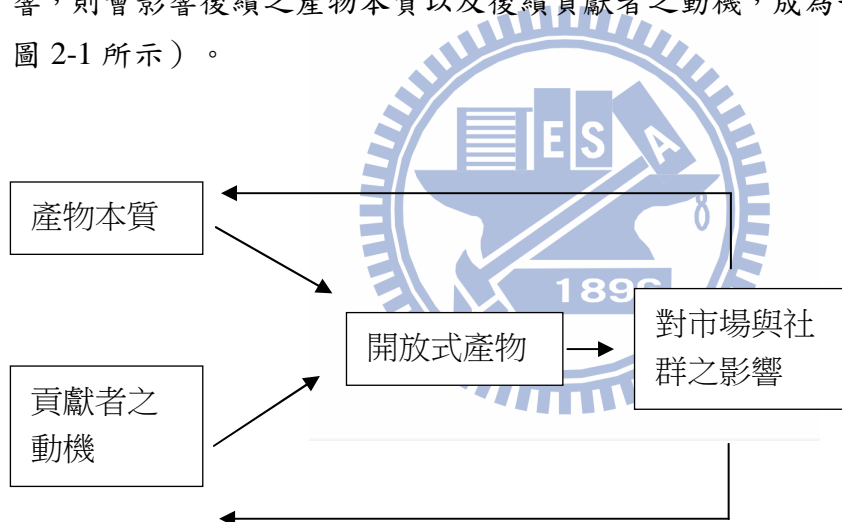 響，則會影響後續之產物本質以及後續貢獻者之動機，成為
圖 2-1 所示）。
E S A
產物本質
1896
對市場與社
群之影響
開放式產物
貢獻者之
動機